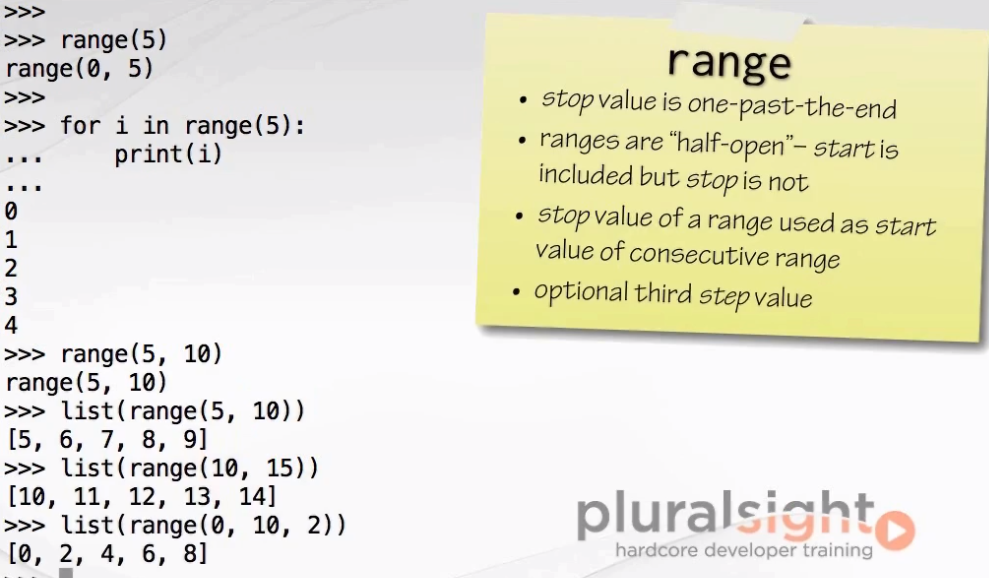 >>>
>>> range(5)
range(0, 5)
>>>
>>> for i in range(5):
...     print(i)
...
0
1
2
3
4
>>> range(5, 10)
range(5, 10)
>>> list(range(5, 10))
[5, 6, 7, 8, 9]
>>> list(range(10, 15))
[10, 11, 12, 13, 14]
>>> list(range(0, 10, 2))
[0, 2, 4, 6, 8]
>>>
range
• stop value is one-past-the-end
• ranges are “half-open”– start is
included but stop is not
• stop value of a range used as start
value of consecutive range
• optional third step value
pluralsight
hardcore developer training